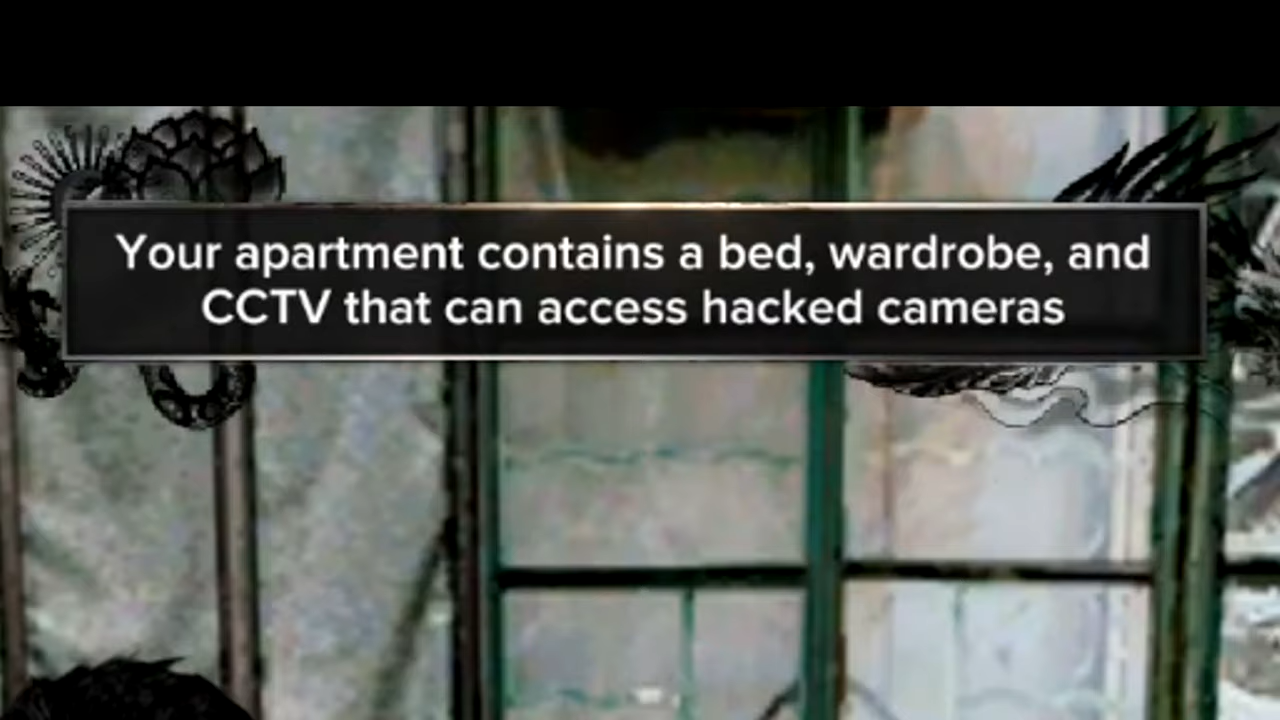 Your apartment contains a bed, wardrobe, and
CCTV that can access hacked cameras